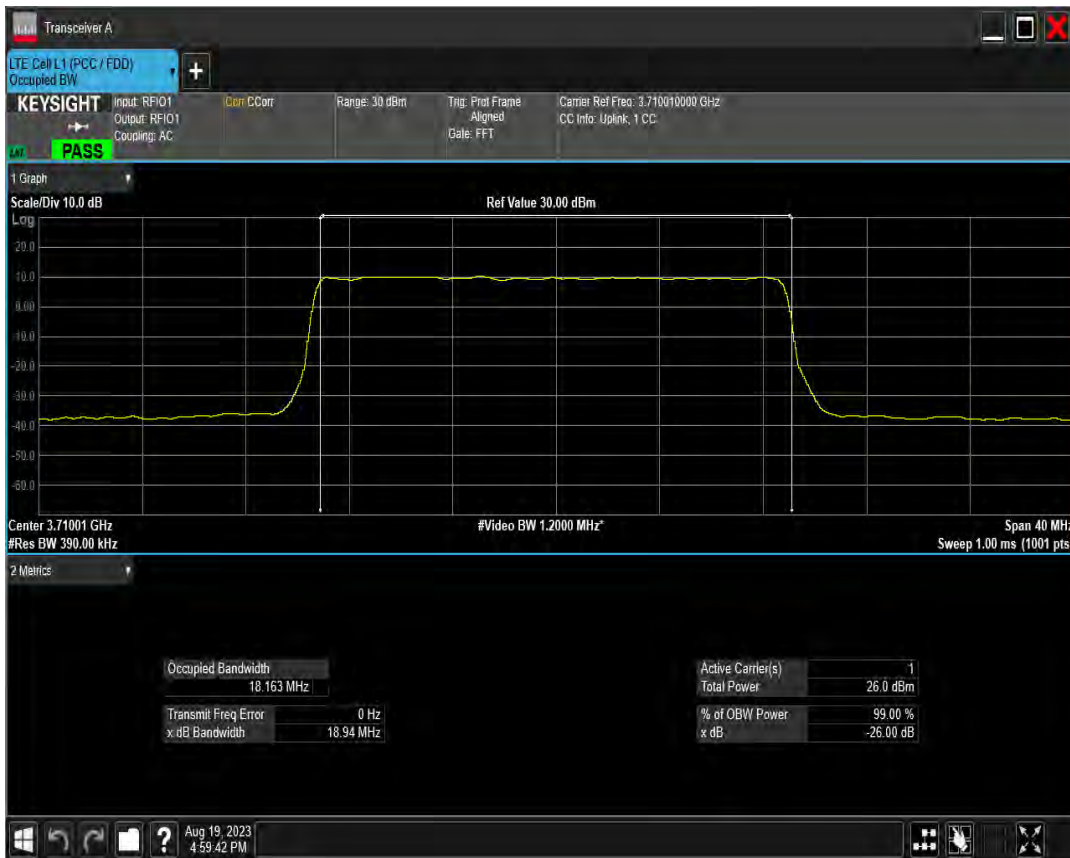 Transceiver A
LTE Cell L1 (PCC / FDD)
Occupied BW
KEYSIGHT
PASS
Input: RFIO1
Output: RFIO1
Coupling: AC
Corr CCorr
Range: 30 dBm
Trig: Prot Frame
Aligned
Gate: FFT
Carrier Ref Freq: 3.710010000 GHz
CC Info: Uplink, 1 CC
1 Graph
Scale/Div 10.0 dB
Ref Value 30.00 dBm
Log
20.0
10.0
0.00
-10.0
-20.0
-30.0
-40.0
-50.0
-60.0
Center 3.71001 GHz
#Video BW 1.2000 MHz*
Span 40 MHz
#Res BW 390.00 kHz
Sweep 1.00 ms (1001 pts
2 Metrics
Occupied Bandwidth
18.163 MHz
Transmit Freq Error 0 Hz
x dB Bandwidth 18.94 MHz
Active Carrier(s) 1
Total Power 26.0 dBm
% of OBW Power 99.00 %
x dB -26.00 dB
Aug 19, 2023
4:59:42 PM